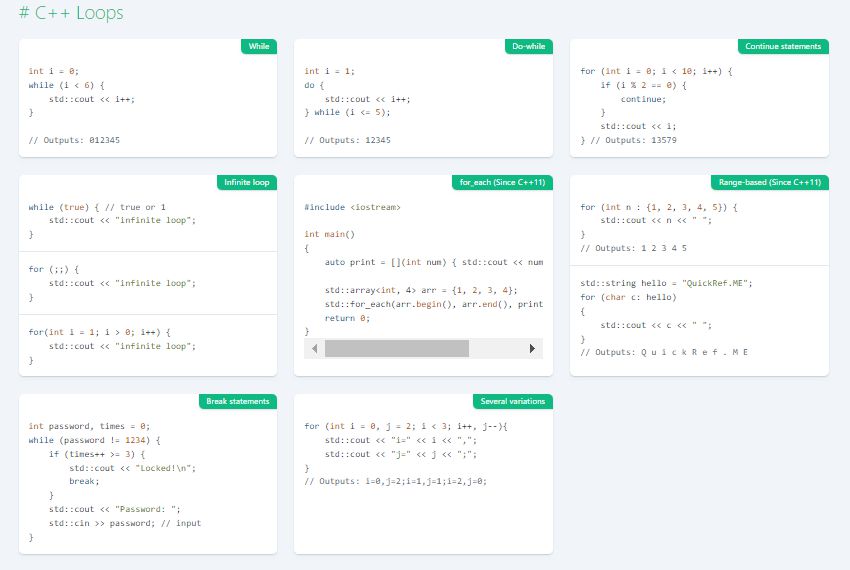 # C++ Loops
While
int i = 0;
while (i < 6) {
    std::cout << i++;
}
// Outputs: 012345
Do-while
int i = 1;
do {
    std::cout << i++;
} while (i <= 5);
// Outputs: 12345
Continue statements
for (int i = 0; i < 10; i++) {
    if (i % 2 == 0) {
        continue;
    }
    std::cout << i;
} // Outputs: 13579
Infinite loop
while (true) { // true or 1
    std::cout << "infinite loop";
}
for (;;) {
    std::cout << "infinite loop";
}
for(int i = 1; i > 0; i++) {
    std::cout << "infinite loop";
}
for_each (Since C++11)
#include <iostream>
int main()
{
    auto print = [](int num) { std::cout << num
    std::array<int, 4> arr = {1, 2, 3, 4};
    std::for_each(arr.begin(), arr.end(), print
    return 0;
}
Range-based (Since C++11)
for (int n : {1, 2, 3, 4, 5}) {
    std::cout << n << " ";
}
// Outputs: 1 2 3 4 5
std::string hello = "QuickRef.ME";
for (char c: hello)
{
    std::cout << c << " ";
}
// Outputs: Q u i c k R e f . M E
Break statements
int password, times = 0;
while (password != 1234) {
    if (times++ >= 3) {
        std::cout << "Locked!\n";
        break;
    }
    std::cout << "Password: ";
    std::cin >> password; // input
}
Several variations
for (int i = 0, j = 2; i < 3; i++, j--){
    std::cout << "i=" << i << ",";
    std::cout << "j=" << j << ";";
}
// Outputs: i=0,j=2;i=1,j=1;i=2,j=0;